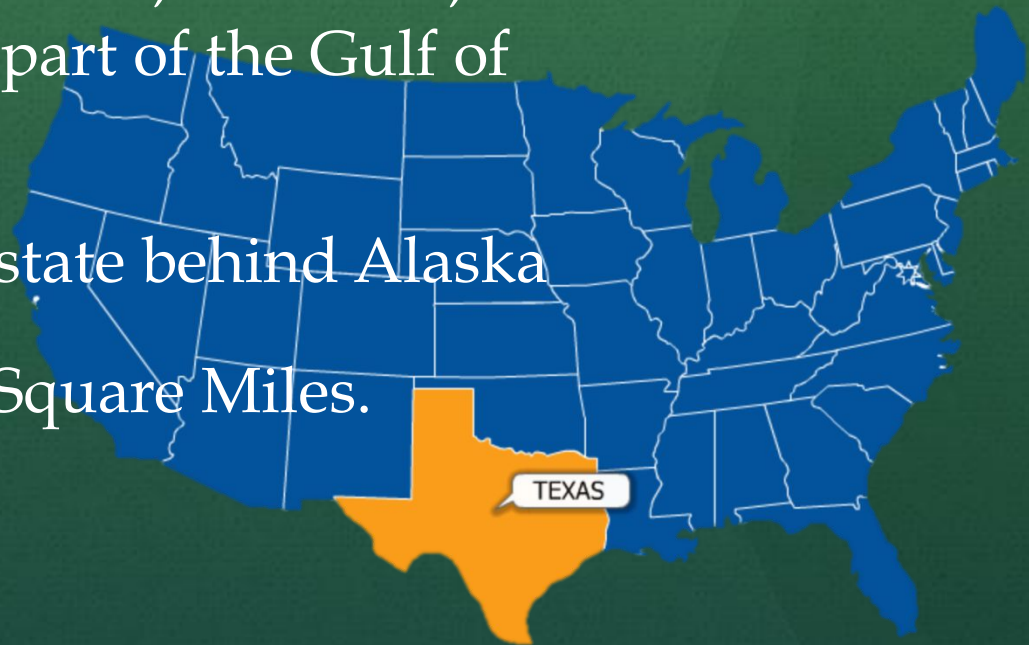 part of the Gulf of
state behind Alaska
Square Miles.
TEXAS